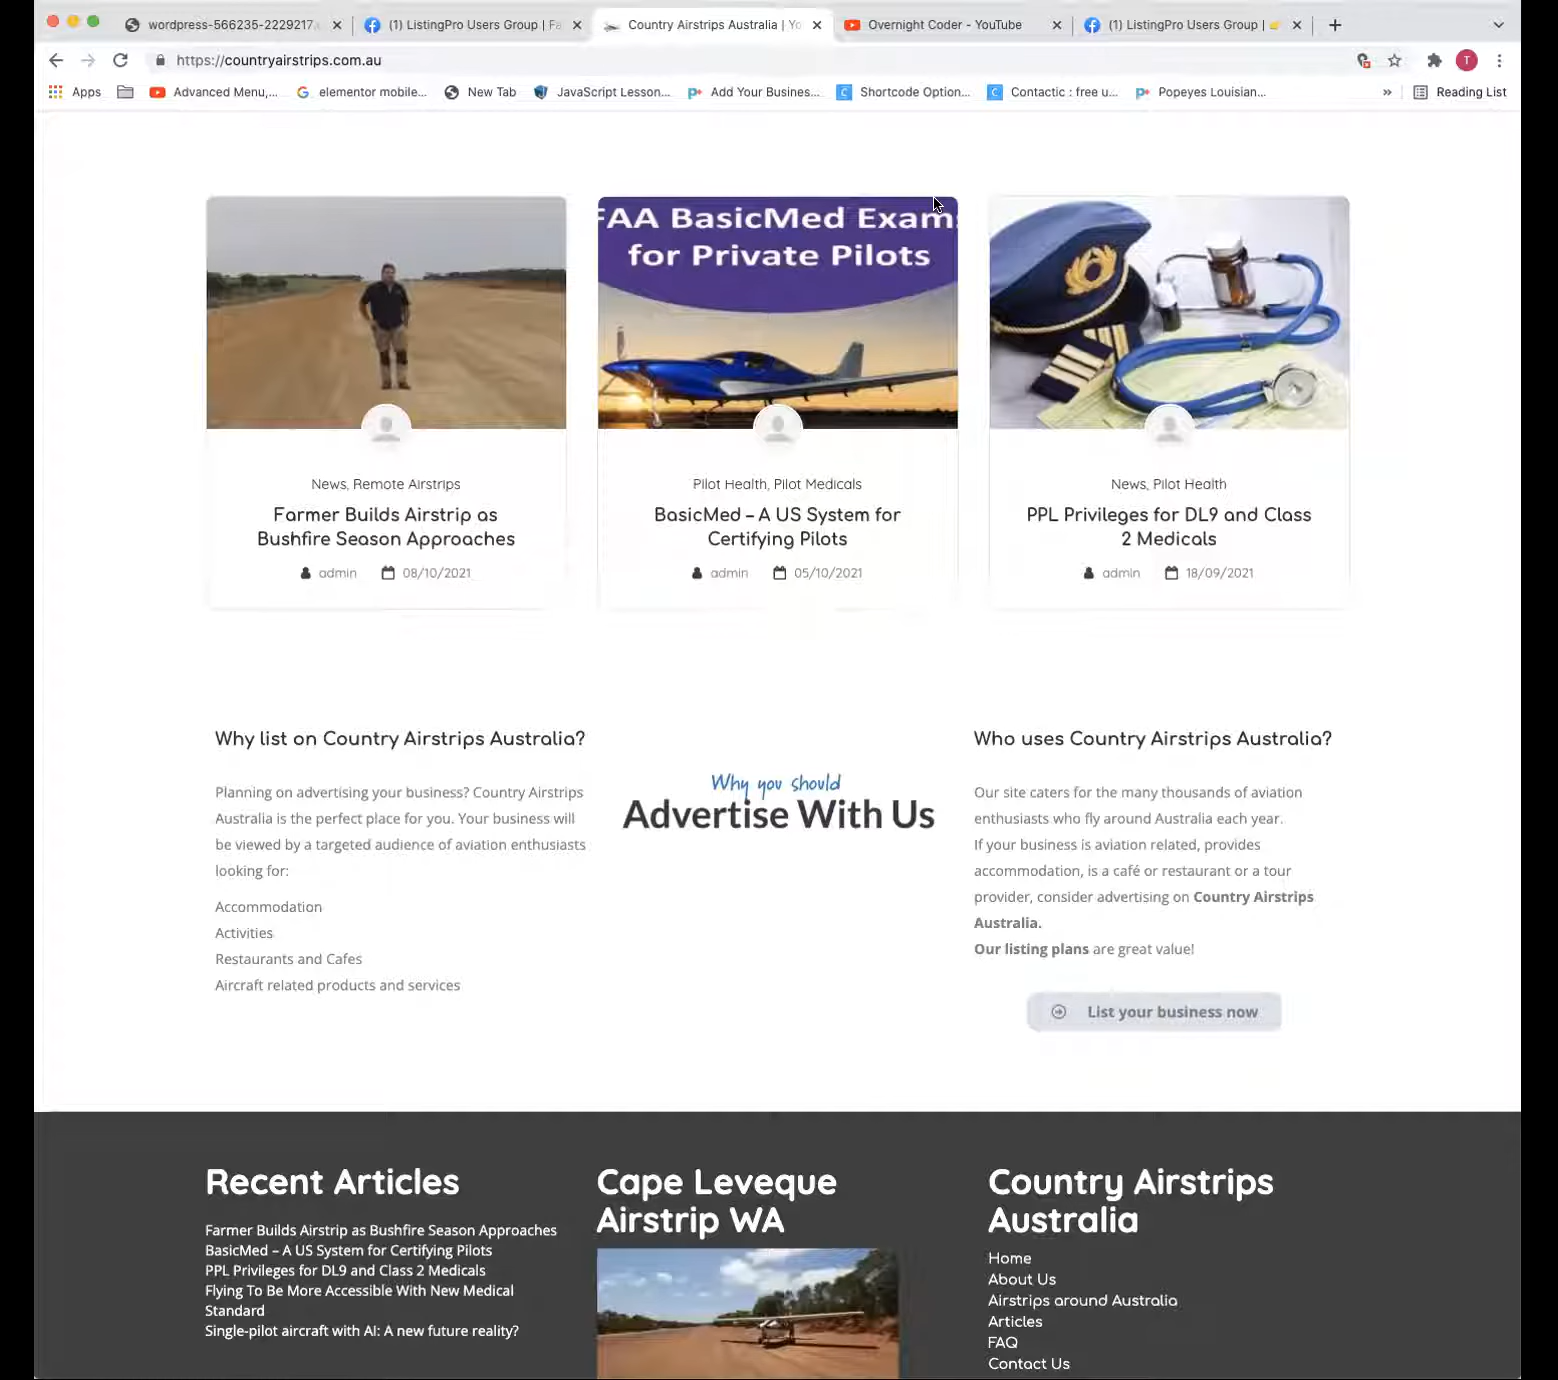 wordpress-566235-2229217.
(1) ListingPro Users Group | Fa
Country Airstrips Australia | Yo
Overnight Coder - YouTube
(1) ListingPro Users Group |
https://countryairstrips.com.au
T
Apps
Advanced Menu,...
elementor mobile...
New Tab
JavaScript Lesson...
Add Your Busines...
Shortcode Option...
Contactic : free u...
Popeyes Louisian...
»
Reading List
FAA BasicMed Exams
for Private Pilots
News, Remote Airstrips
Farmer Builds Airstrip as
Bushfire Season Approaches
admin 08/10/2021
Pilot Health, Pilot Medicals
BasicMed – A US System for
Certifying Pilots
admin 05/10/2021
News, Pilot Health
PPL Privileges for DL9 and Class
2 Medicals
admin 18/09/2021
Why list on Country Airstrips Australia?
Planning on advertising your business? Country Airstrips
Australia is the perfect place for you. Your business will
be viewed by a targeted audience of aviation enthusiasts
looking for:
Accommodation
Activities
Restaurants and Cafes
Aircraft related products and services
Why you should
Advertise With Us
Who uses Country Airstrips Australia?
Our site caters for the many thousands of aviation
enthusiasts who fly around Australia each year.
If your business is aviation related, provides
accommodation, is a café or restaurant or a tour
provider, consider advertising on Country Airstrips
Australia.
Our listing plans are great value!
List your business now
Recent Articles
Farmer Builds Airstrip as Bushfire Season Approaches
BasicMed – A US System for Certifying Pilots
PPL Privileges for DL9 and Class 2 Medicals
Flying To Be More Accessible With New Medical
Standard
Single-pilot aircraft with AI: A new future reality?
Cape Leveque
Airstrip WA
Country Airstrips
Australia
Home
About Us
Airstrips around Australia
Articles
FAQ
Contact Us